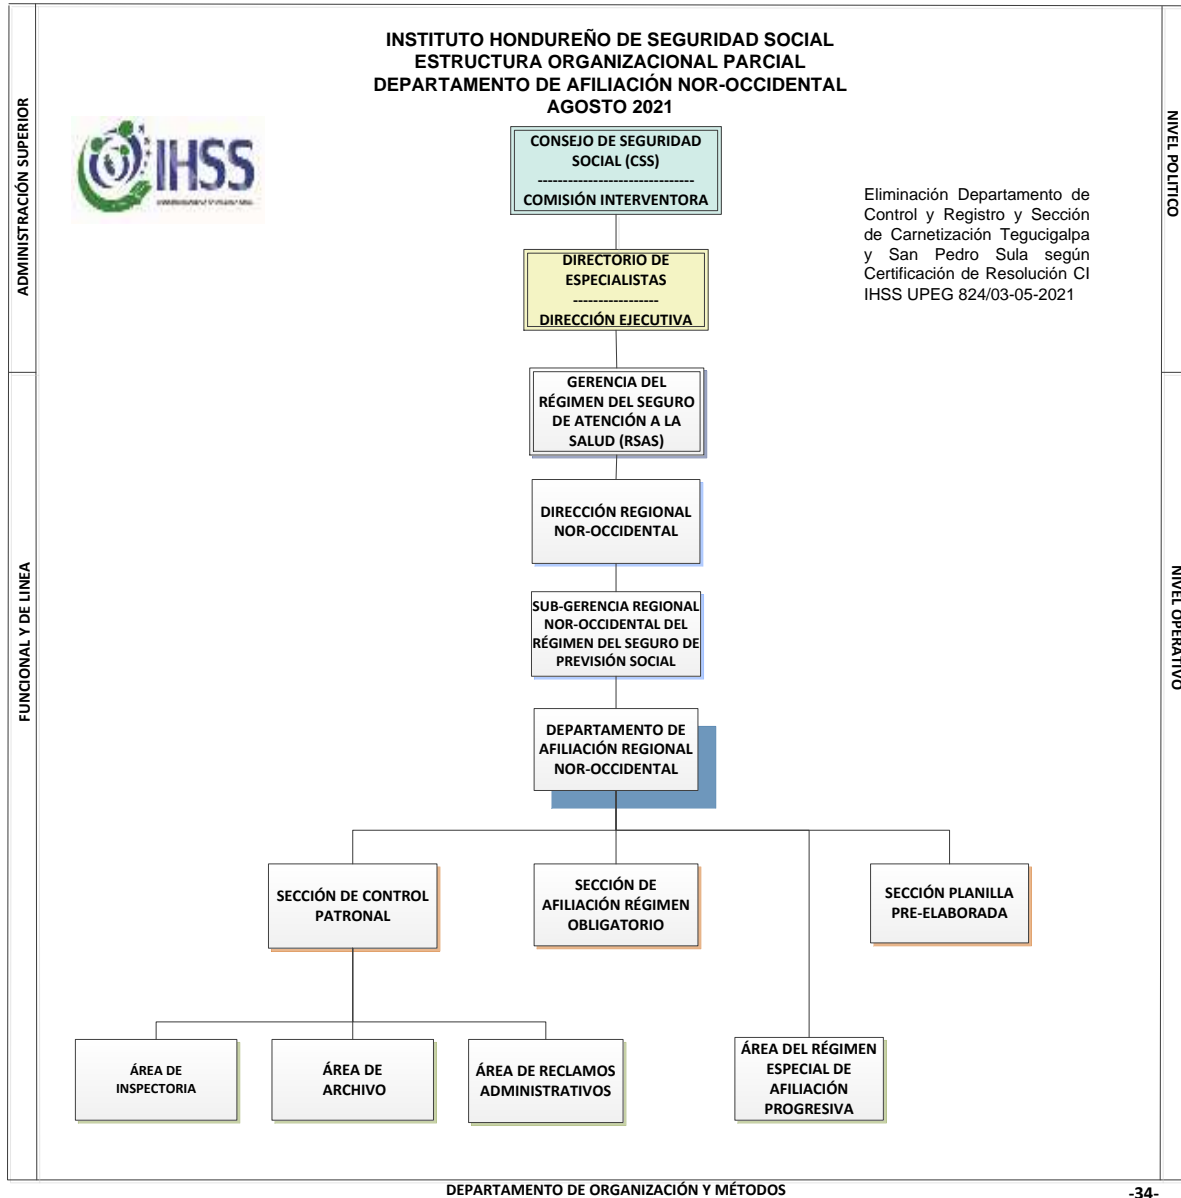 INSTITUTO HONDUREÑO DE SEGURIDAD SOCIAL
ESTRUCTURA ORGANIZACIONAL PARCIAL
DEPARTAMENTO DE AFILIACIÓN NOR-OCCIDENTAL
AGOSTO 2021
ADMINISTRACIÓN SUPERIOR
NIVEL POLITICO
IHSS
CONSEJO DE SEGURIDAD
SOCIAL (CSS)
-------------------------------
COMISIÓN INTERVENTORA
Eliminación Departamento de
Control y Registro y Sección
de Carnetización Tegucigalpa
y San Pedro Sula según
Certificación de Resolución CI
IHSS UPEG 824/03-05-2021
DIRECTORIO DE
ESPECIALISTAS
-----------------
DIRECCIÓN EJECUTIVA
GERENCIA DEL
RÉGIMEN DEL SEGURO
DE ATENCIÓN A LA
SALUD (RSAS)
FUNCIONAL Y DE LINEA
NIVEL OPERATIVO
DIRECCIÓN REGIONAL
NOR-OCCIDENTAL
SUB-GERENCIA REGIONAL
NOR-OCCIDENTAL DEL
RÉGIMEN DEL SEGURO DE
PREVISIÓN SOCIAL
DEPARTAMENTO DE
AFILIACIÓN REGIONAL
NOR-OCCIDENTAL
SECCIÓN DE CONTROL
PATRONAL
SECCIÓN DE
AFILIACIÓN RÉGIMEN
OBLIGATORIO
SECCIÓN PLANILLA
PRE-ELABORADA
ÁREA DE
INSPECTORIA
ÁREA DE
ARCHIVO
ÁREA DE RECLAMOS
ADMINISTRATIVOS
ÁREA DEL RÉGIMEN
ESPECIAL DE
AFILIACIÓN
PROGRESIVA
DEPARTAMENTO DE ORGANIZACIÓN Y MÉTODOS
-34-